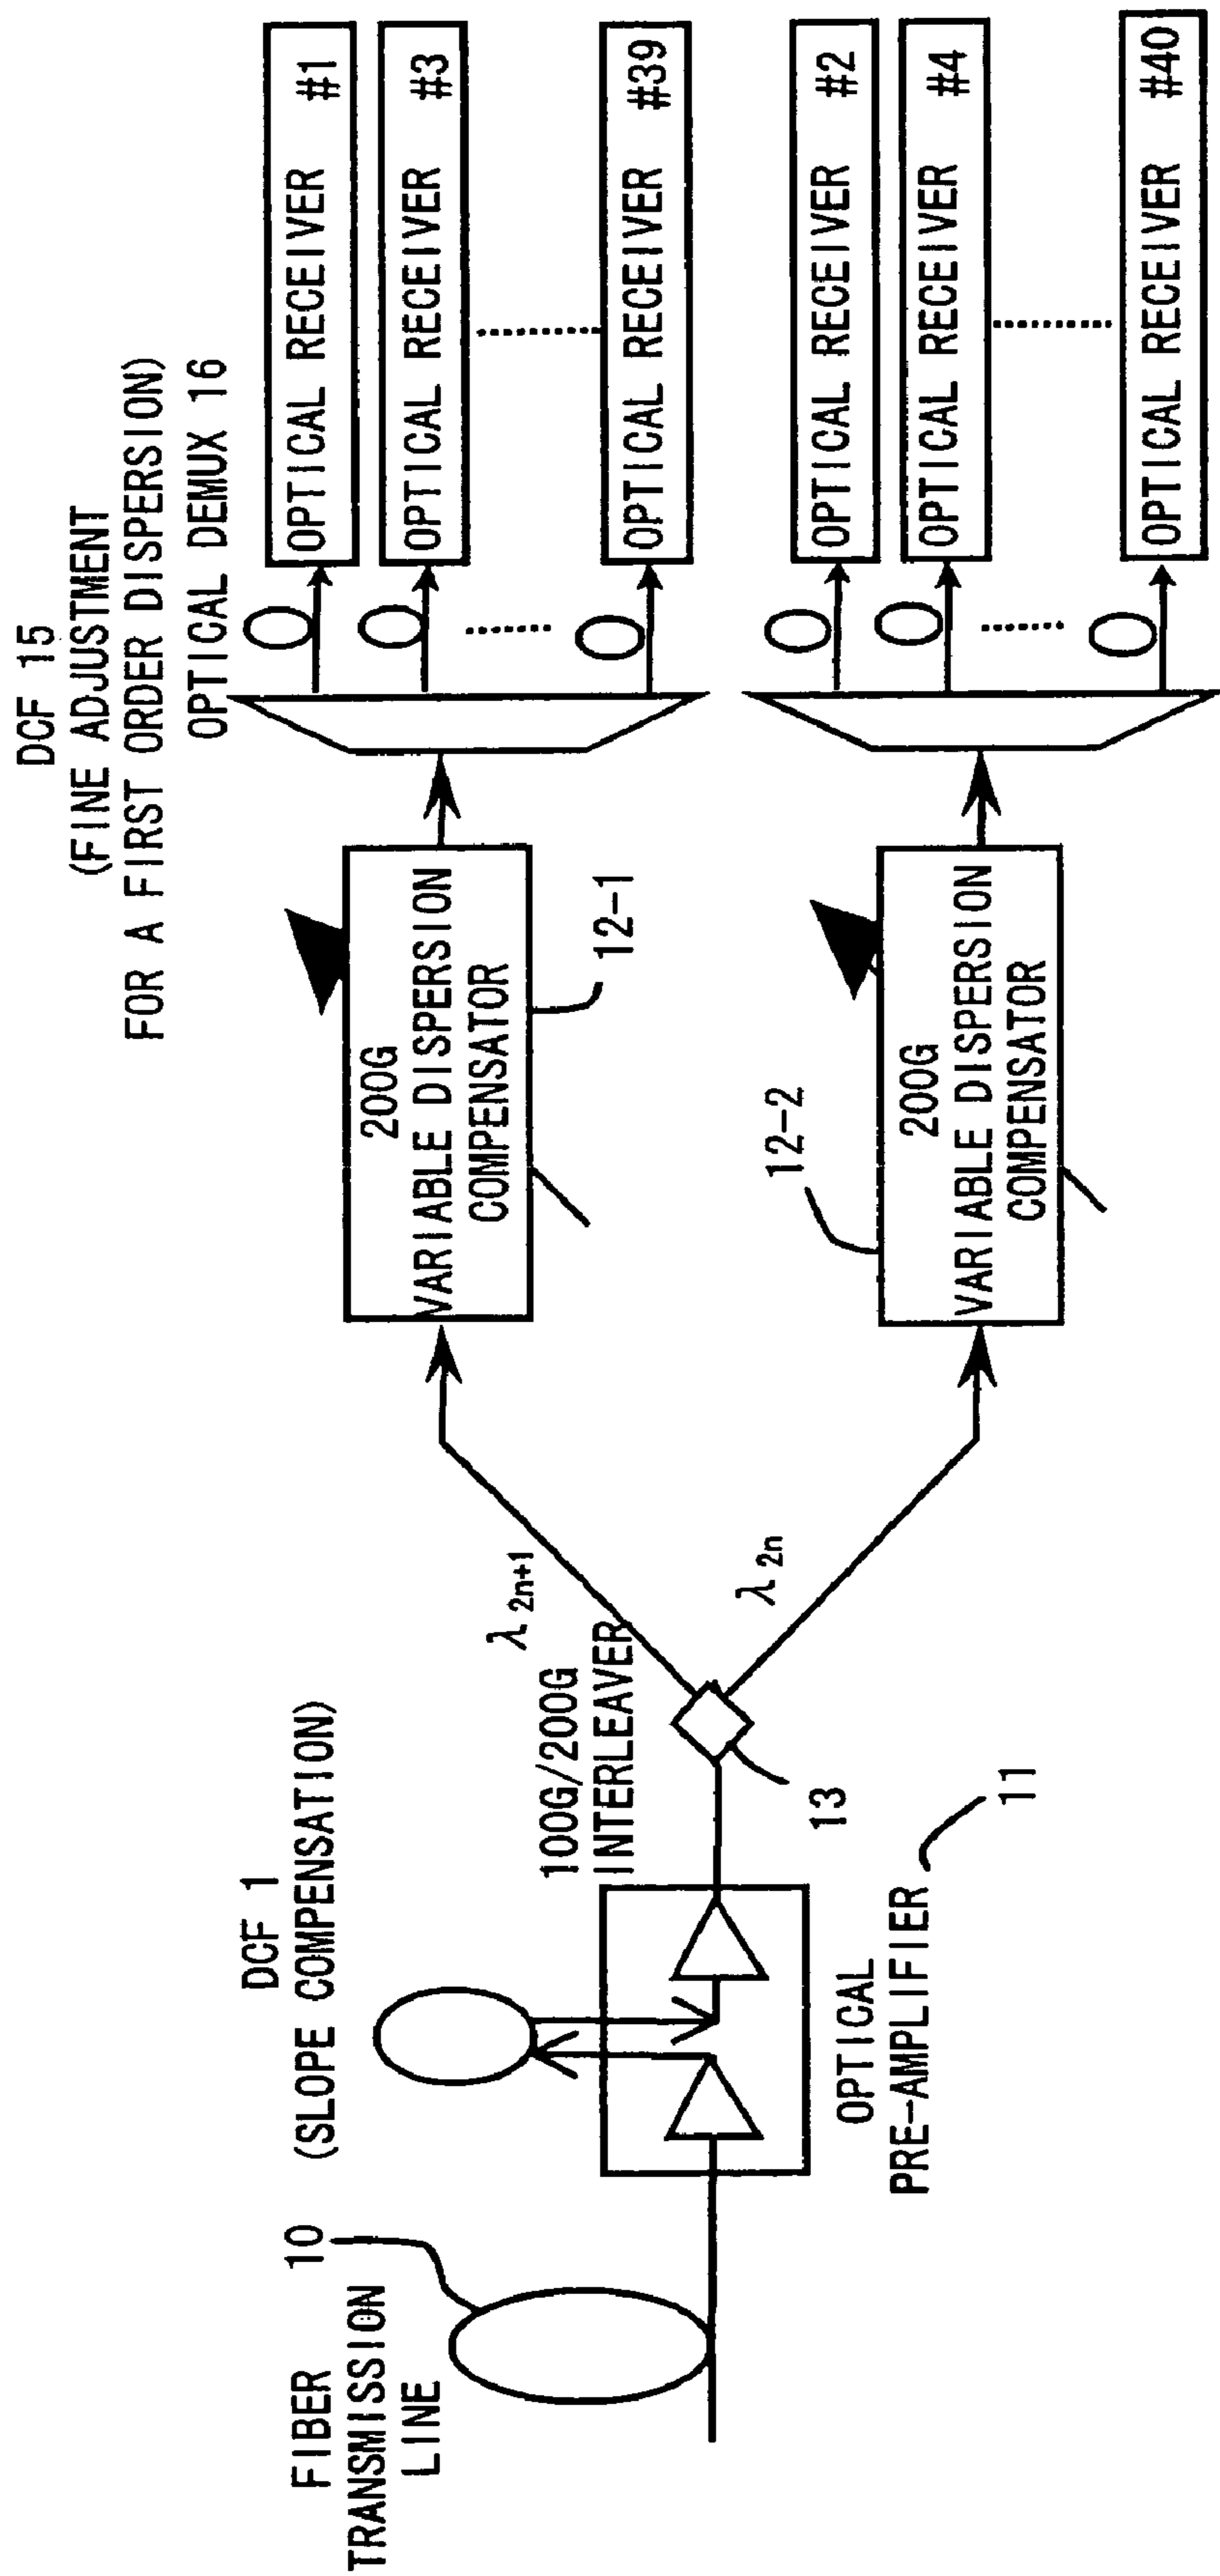 FIBER
TRANSMISSION
LINE
10
DCF 1
(SLOPE COMPENSATION)
OPTICAL
PRE-AMPLIFIER
11
100G/200G
INTERLEAVER
13
λ2n+1
λ2n
200G
VARIABLE DISPERSION
COMPENSATOR
12-1
200G
VARIABLE DISPERSION
COMPENSATOR
12-2
DCF 15
(FINE ADJUSTMENT
FOR A FIRST ORDER DISPERSION)
OPTICAL DEMUX 16
OPTICAL RECEIVER #1
OPTICAL RECEIVER #3
OPTICAL RECEIVER #39
OPTICAL RECEIVER #2
OPTICAL RECEIVER #4
OPTICAL RECEIVER #40